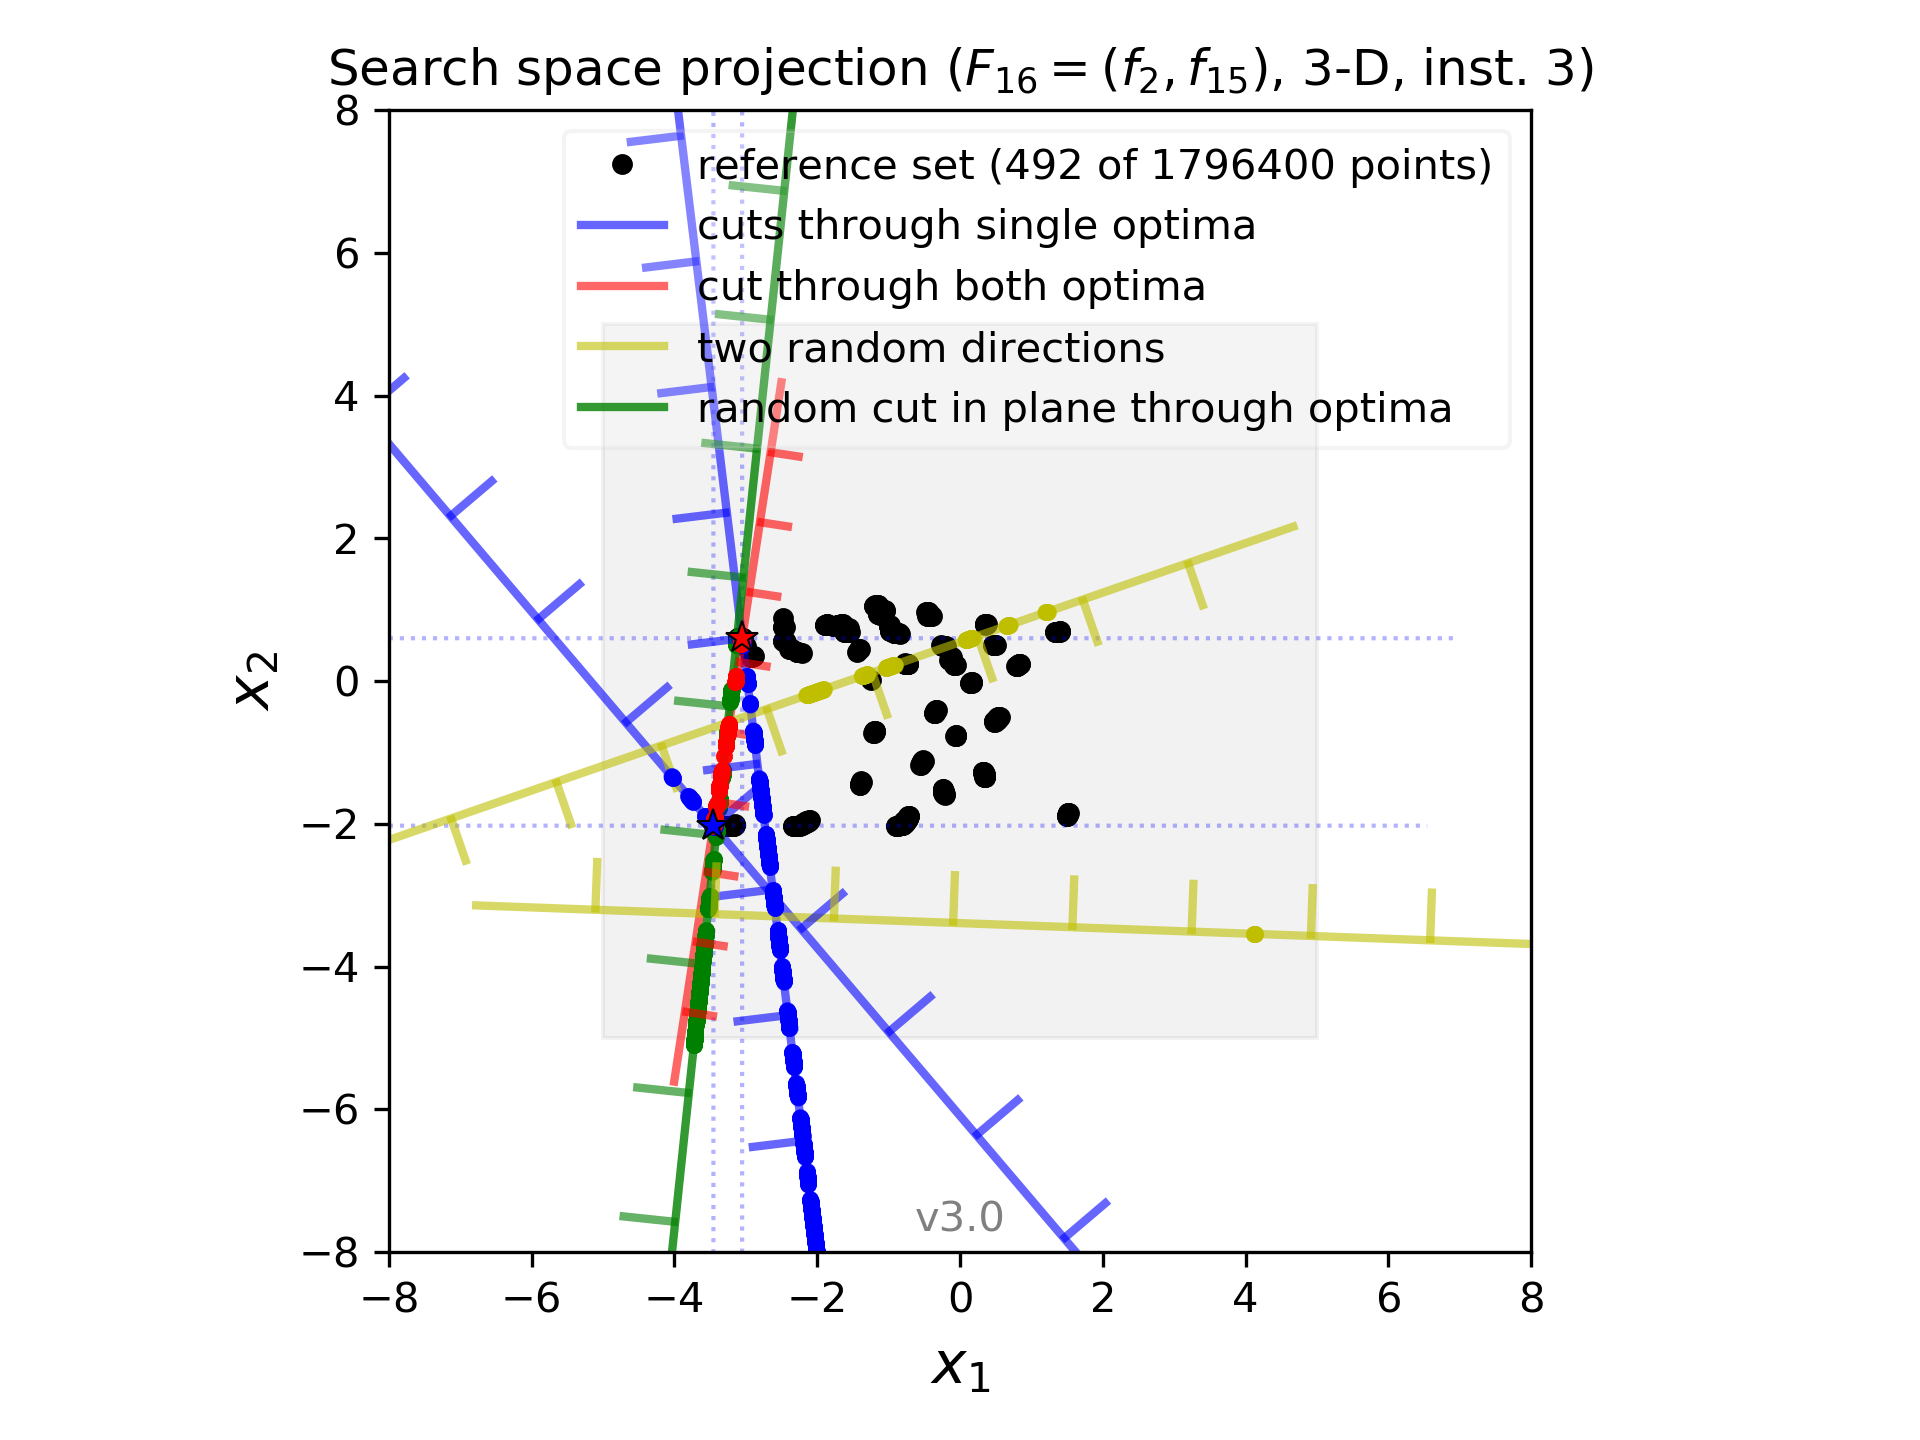 Search space projection (F₁₆ = (f₂, f₁₅), 3-D, inst. 3)
reference set (492 of 1796400 points)
cuts through single optima
cut through both optima
two random directions
random cut in plane through optima
8
6
4
2
0
−2
−4
−6
−8
x₂
v3.0
−8 −6 −4 −2 0 2 4 6 8
x₁